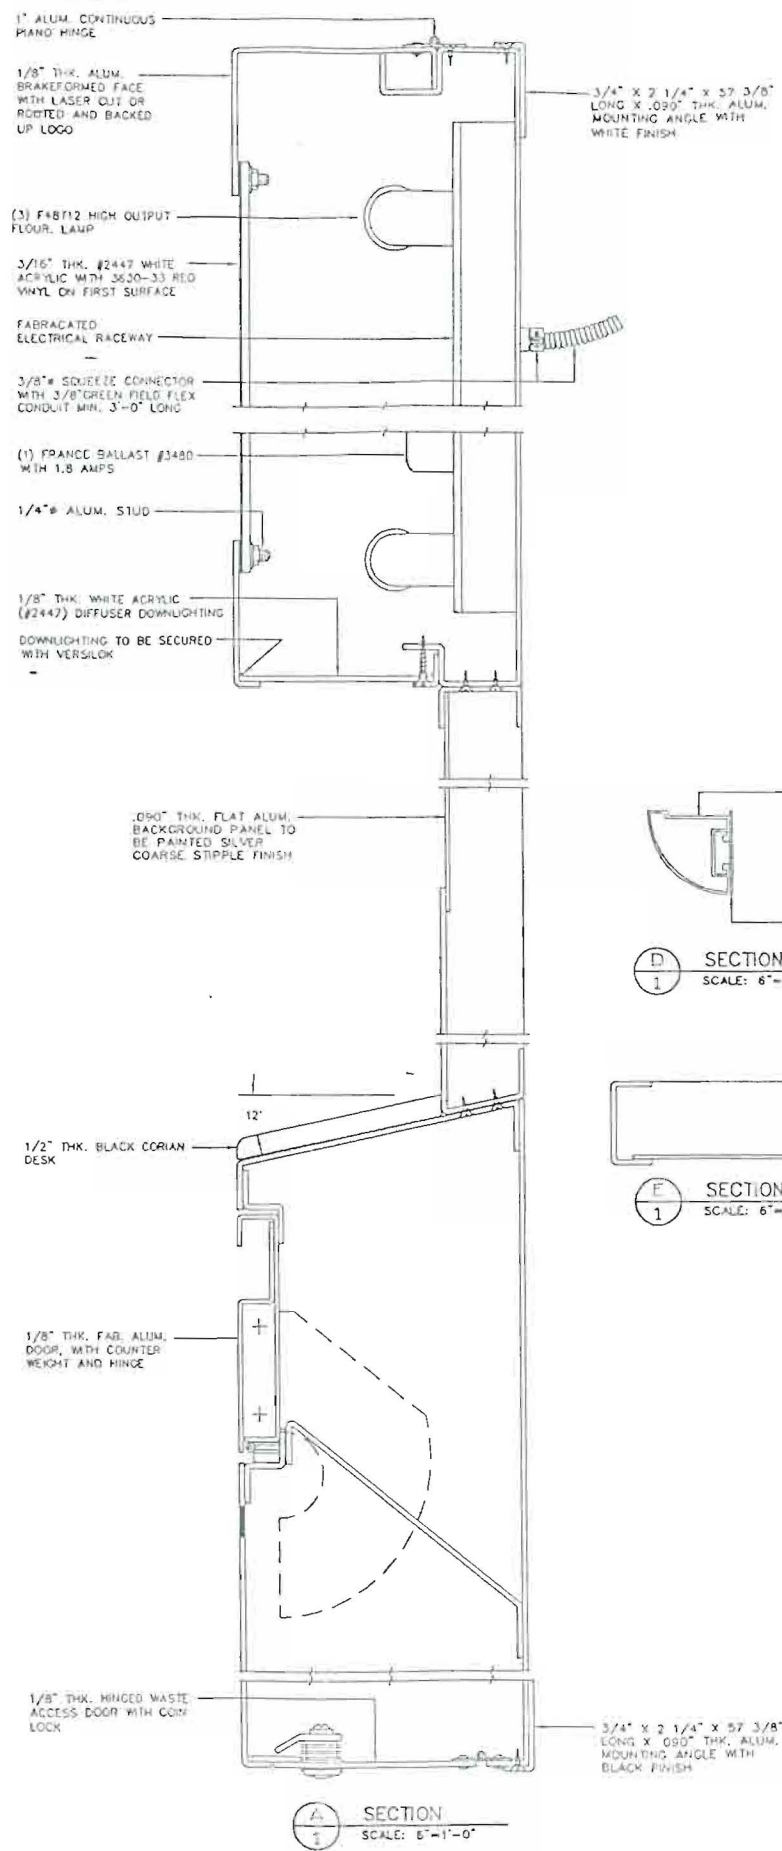 1" ALUM. CONTINUOUS
PIANO HINGE
1/8" THK. ALUM.
BRAKEFORMED FACE
WITH LASER CUT OR
ROUTED AND BACKED
UP LOGO
3/4" X 2 1/4" X 57 3/8"
LONG X .090" THK. ALUM.
MOUNTING ANGLE WITH
WHITE FINISH
(3) F48T12 HIGH OUTPUT
FLOUR. LAMP
3/16" THK. #2447 WHITE
ACRYLIC WITH 3630-33 RED
VINYL ON FIRST SURFACE
FABRACATED
ELECTRICAL RACEWAY
3/8"ø SQUEEZE CONNECTOR
WITH 3/8"GREEN FIELD FLEX
CONDUIT MIN. 3'-0" LONG
(1) FRANCE BALLAST #3480
WITH 1.8 AMPS
1/4"ø ALUM. STUD
1/8" THK. WHITE ACRYLIC
(#2447) DIFFUSER DOWNLIGHTING
DOWNLIGHTING TO BE SECURED
WITH VERSILOK
.090" THK. FLAT ALUM.
BACKGROUND PANEL TO
BE PAINTED SILVER
COARSE STIPPLE FINISH
D
1
SECTION
SCALE: 6"=
12°
1/2" THK. BLACK CORIAN
DESK
E
1
SECTION
SCALE: 6"=
1/8" THK. FAB. ALUM.
DOOR, WITH COUNTER
WEIGHT AND HINGE
1/8" THK. HINGED WASTE
ACCESS DOOR WITH COIN
LOCK
3/4" X 2 1/4" X 57 3/8"
LONG X .090" THK. ALUM.
MOUNTING ANGLE WITH
BLACK FINISH
A
1
SECTION
SCALE: 6"=1'-0"